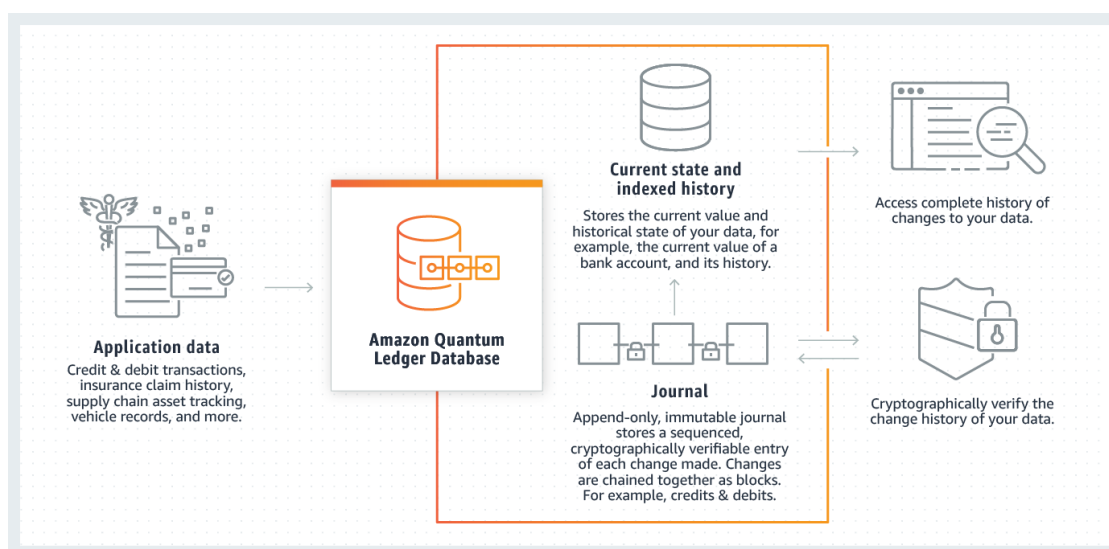 Application data
Credit & debit transactions,
insurance claim history,
supply chain asset tracking,
vehicle records, and more.
Amazon Quantum
Ledger Database
Current state and
indexed history
Stores the current value and
historical state of your data, for
example, the current value of a
bank account, and its history.
Journal
Append-only, immutable journal
stores a sequenced,
cryptographically verifiable entry
of each change made. Changes
are chained together as blocks.
For example, credits & debits.
Access complete history of
changes to your data.
Cryptographically verify the
change history of your data.